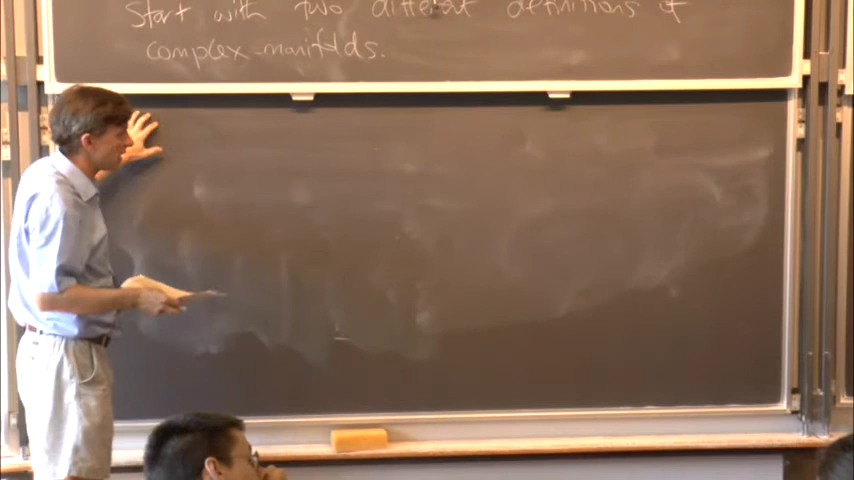 Start with two different definitions of
complex manifolds.